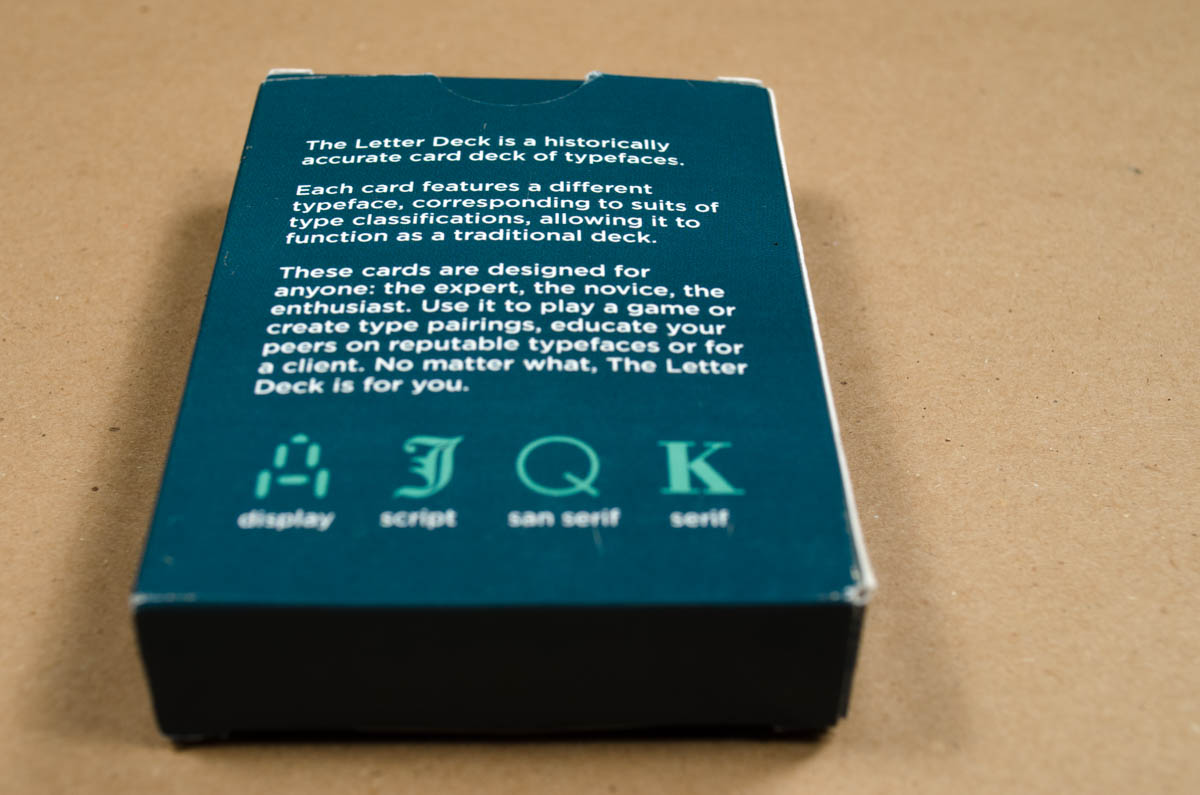 The Letter Deck is a historically
accurate card deck of typefaces.
Each card features a different
typeface, corresponding to suits of
type classifications, allowing it to
function as a traditional deck.
These cards are designed for
anyone: the expert, the novice, the
enthusiast. Use it to play a game or
create type pairings, educate your
peers on reputable typefaces or for
a client. No matter what, The Letter
Deck is for you.
A J Q K
display script san serif serif